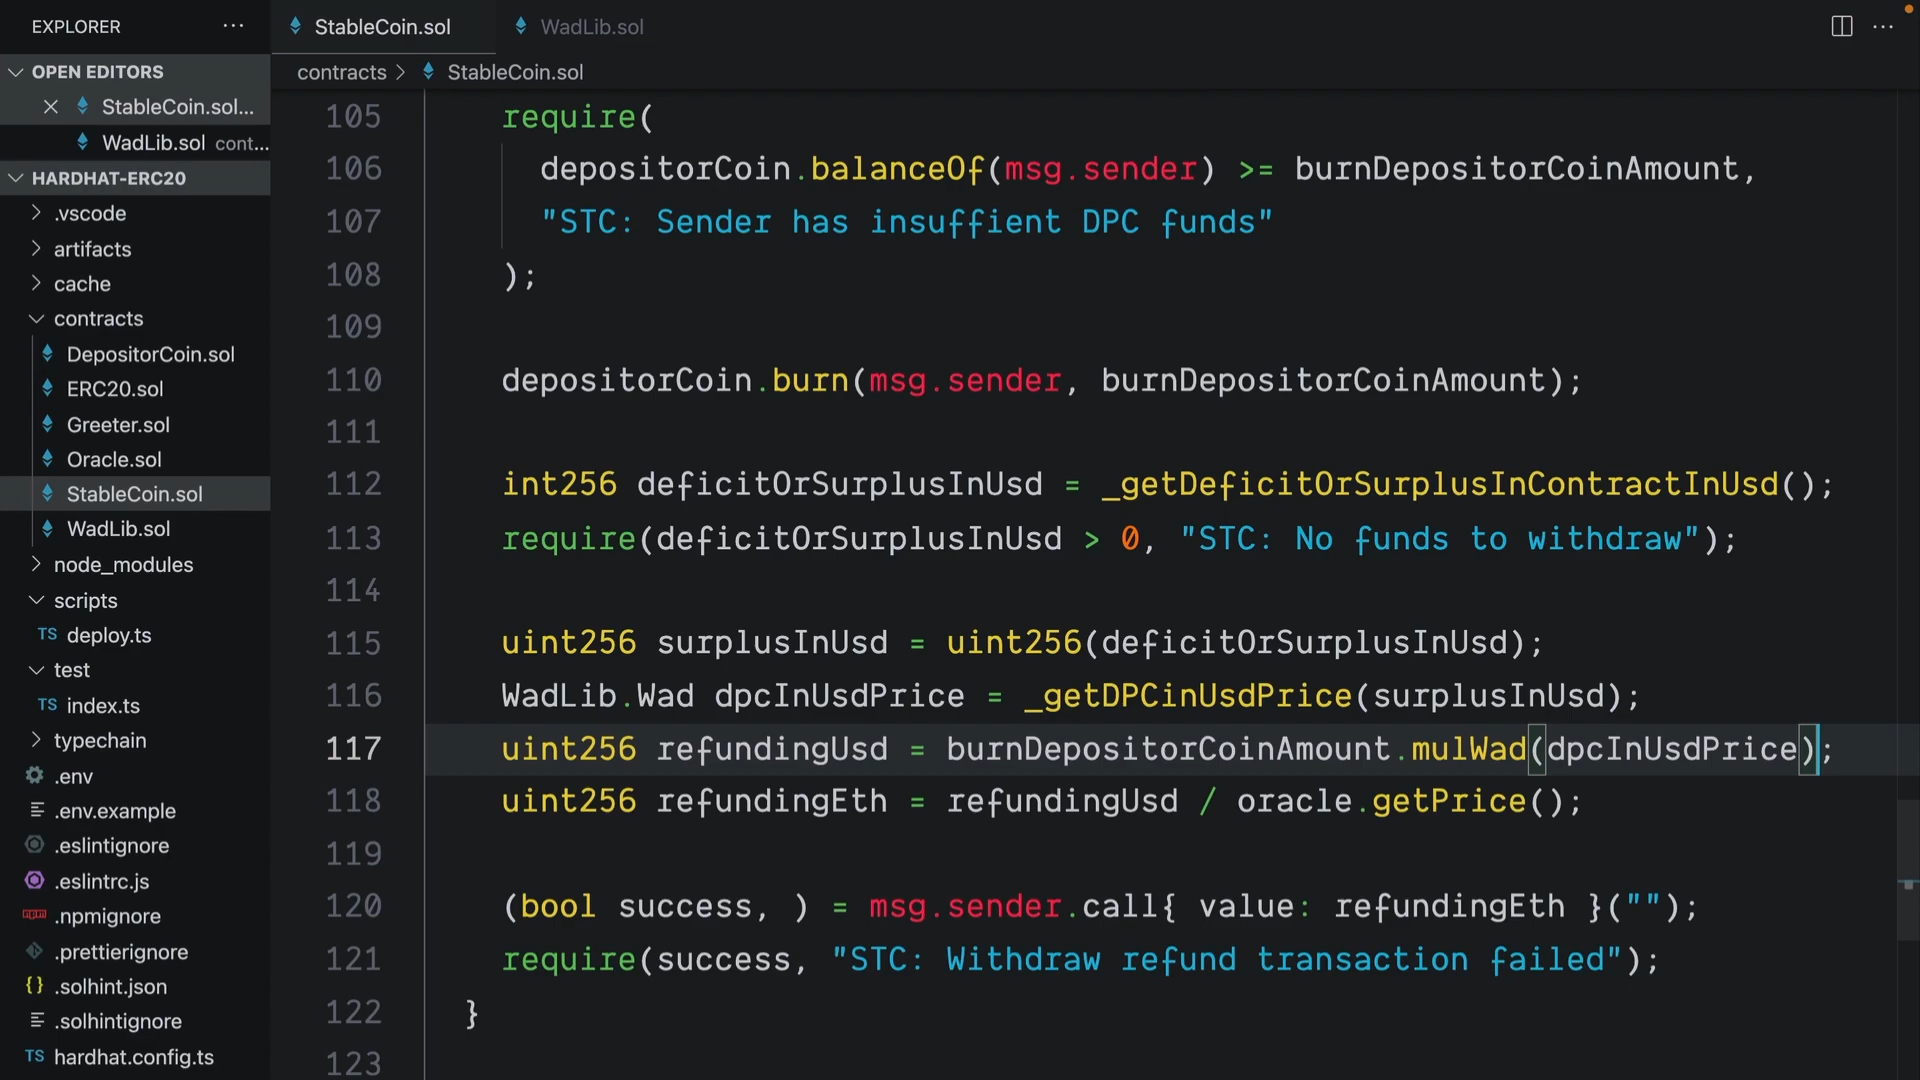 EXPLORER
OPEN EDITORS
StableCoin.sol...
WadLib.sol cont...
HARDHAT-ERC20
.vscode
artifacts
cache
contracts
DepositorCoin.sol
ERC20.sol
Greeter.sol
Oracle.sol
StableCoin.sol
WadLib.sol
node_modules
scripts
TS deploy.ts
test
TS index.ts
typechain
.env
.env.example
.eslintignore
.eslintrc.js
npm .npmignore
.prettierignore
{} .solhint.json
.solhintignore
TS hardhat.config.ts
StableCoin.sol WadLib.sol
contracts > StableCoin.sol
105 require(
106 depositorCoin.balanceOf(msg.sender) >= burnDepositorCoinAmount,
107 "STC: Sender has insuffient DPC funds"
108 );
109
110 depositorCoin.burn(msg.sender, burnDepositorCoinAmount);
111
112 int256 deficitOrSurplusInUsd = _getDeficitOrSurplusInContractInUsd();
113 require(deficitOrSurplusInUsd > 0, "STC: No funds to withdraw");
114
115 uint256 surplusInUsd = uint256(deficitOrSurplusInUsd);
116 WadLib.Wad dpcInUsdPrice = _getDPCinUsdPrice(surplusInUsd);
117 uint256 refundingUsd = burnDepositorCoinAmount.mulWad(dpcInUsdPrice);
118 uint256 refundingEth = refundingUsd / oracle.getPrice();
119
120 (bool success, ) = msg.sender.call{ value: refundingEth }("");
121 require(success, "STC: Withdraw refund transaction failed");
122 }
123